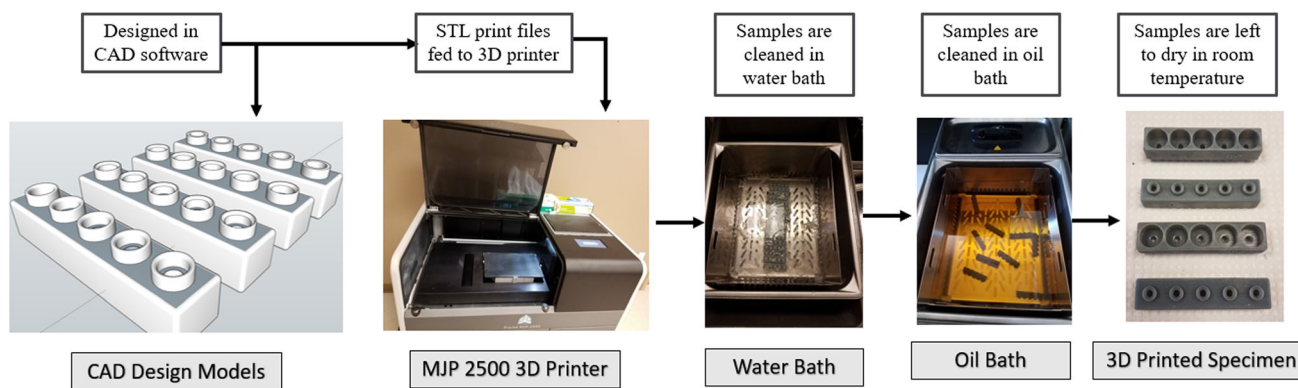 Designed in
CAD software
STL print files
fed to 3D printer
Samples are
cleaned in
water bath
Samples are
cleaned in oil
bath
Samples are left
to dry in room
temperature
CAD Design Models
MJP 2500 3D Printer
Water Bath
Oil Bath
3D Printed Specimen